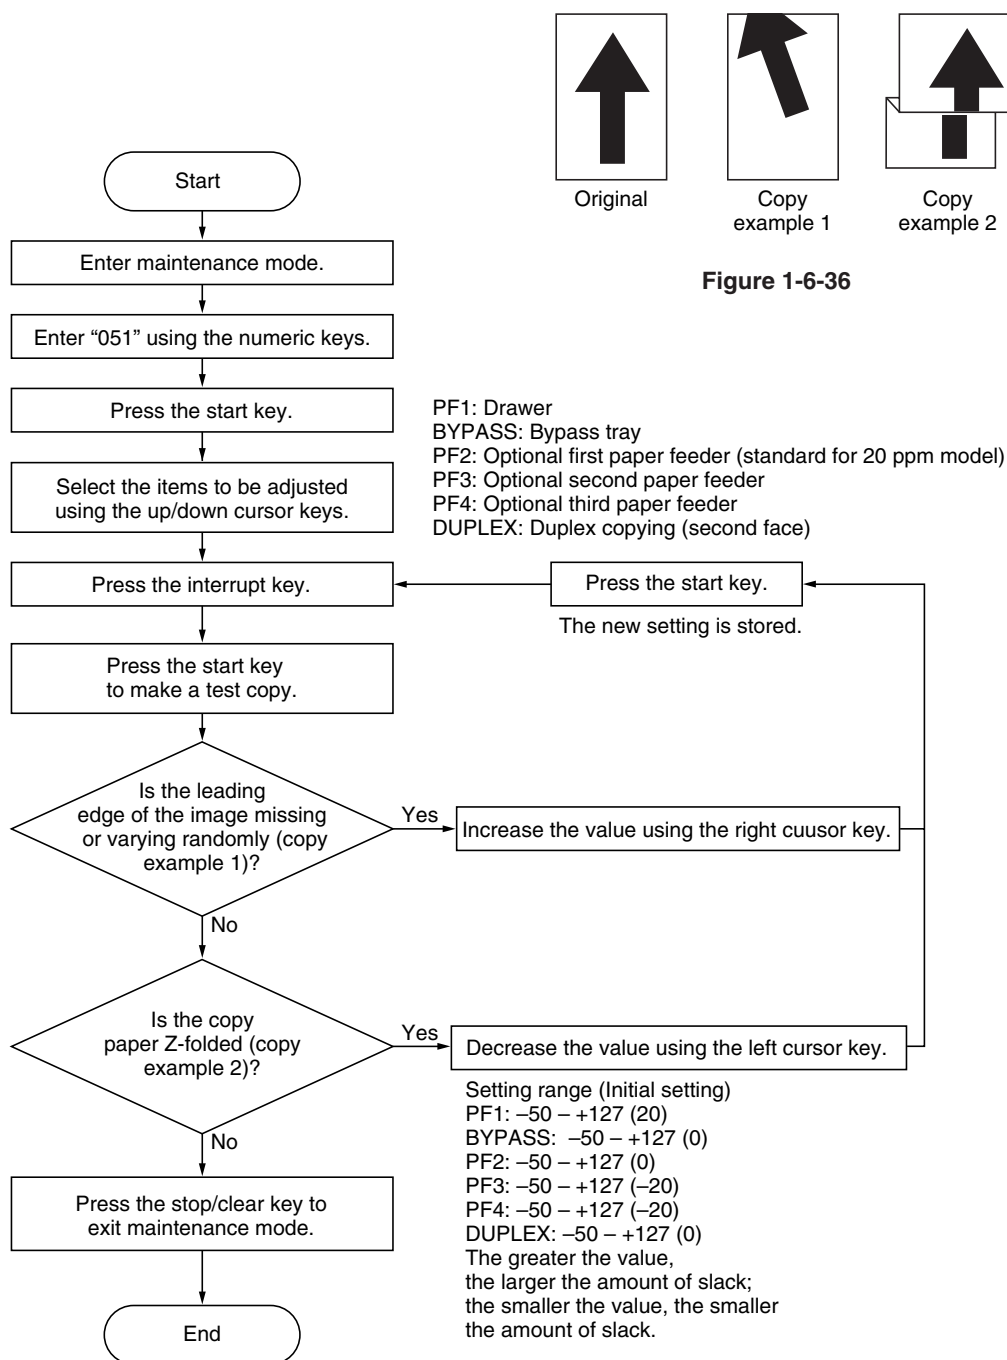 Original
Copy
example 1
Copy
example 2
Figure 1-6-36
Start
Enter maintenance mode.
Enter “051” using the numeric keys.
Press the start key.
Select the items to be adjusted
using the up/down cursor keys.
PF1: Drawer
BYPASS: Bypass tray
PF2: Optional first paper feeder (standard for 20 ppm model)
PF3: Optional second paper feeder
PF4: Optional third paper feeder
DUPLEX: Duplex copying (second face)
Press the interrupt key.
Press the start key.
The new setting is stored.
Press the start key
to make a test copy.
Is the leading
edge of the image missing
or varying randomly (copy
example 1)?
Yes
Increase the value using the right cuusor key.
No
Is the copy
paper Z-folded (copy
example 2)?
Yes
Decrease the value using the left cursor key.
Setting range (Initial setting)
PF1: –50 – +127 (20)
BYPASS: –50 – +127 (0)
PF2: –50 – +127 (0)
PF3: –50 – +127 (–20)
PF4: –50 – +127 (–20)
DUPLEX: –50 – +127 (0)
The greater the value,
the larger the amount of slack;
the smaller the value, the smaller
the amount of slack.
No
Press the stop/clear key to
exit maintenance mode.
End